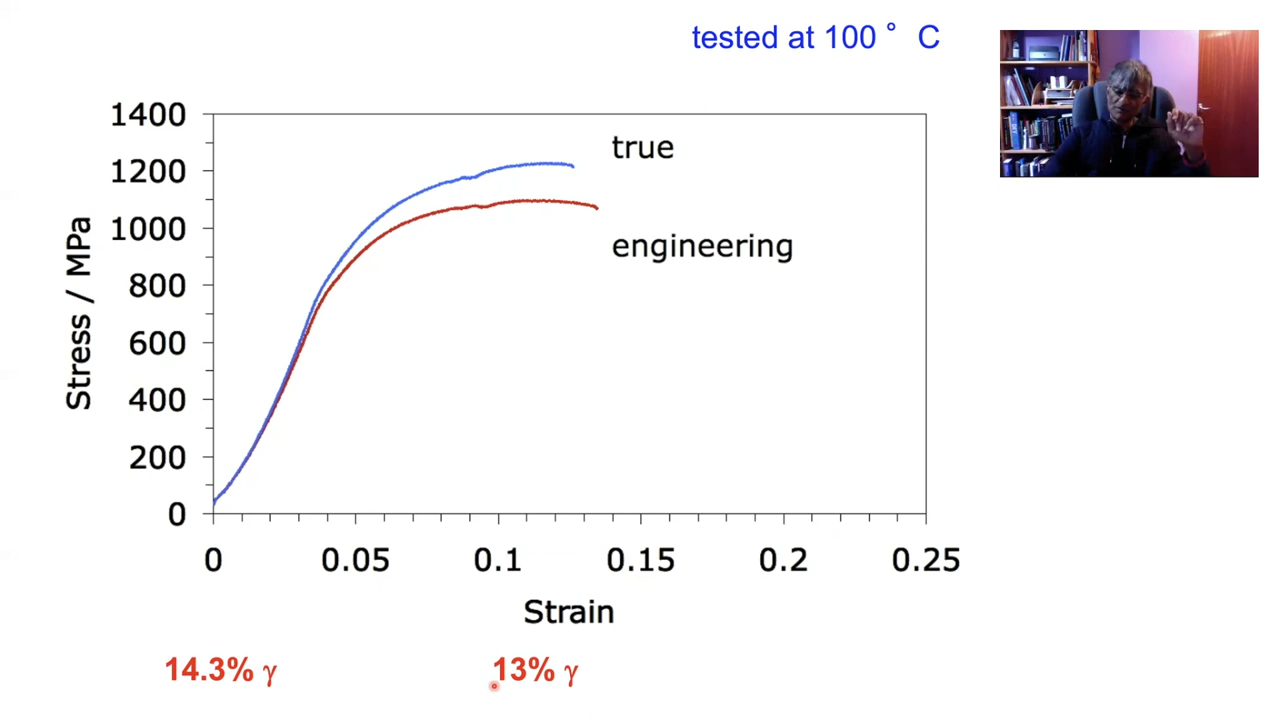 tested at 100 ° C
1400
1200
1000
800
600
400
200
0
Stress / MPa
true
engineering
0 0.05 0.1 0.15 0.2 0.25
Strain
14.3% γ 13% γ